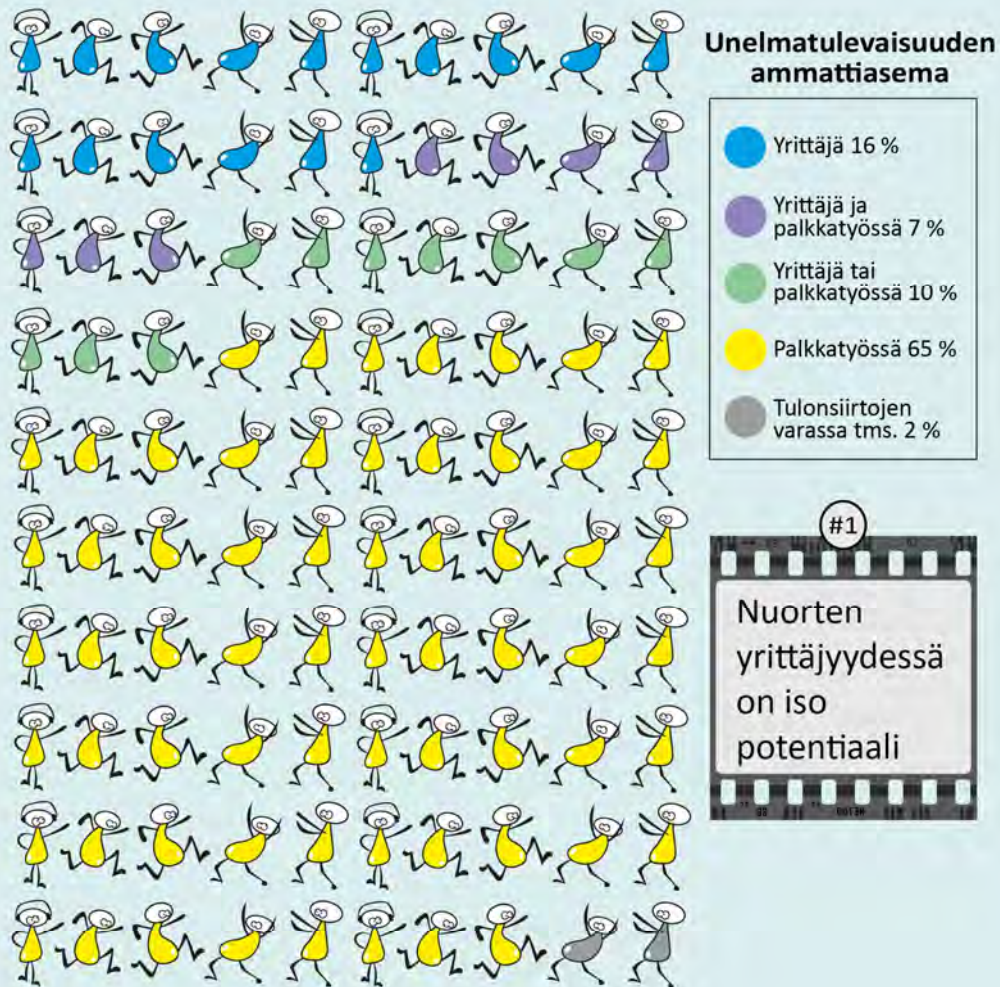 Unelmatulevaisuuden
ammattiasema
Yrittäjä 16 %
Yrittäjä ja
palkkatyössä 7 %
Yrittäjä tai
palkkatyössä 10 %
Palkkatyössä 65 %
Tulonsiirtojen
varassa tms. 2 %
#1
Nuorten
yrittäjyydessä
on iso
potentiaali